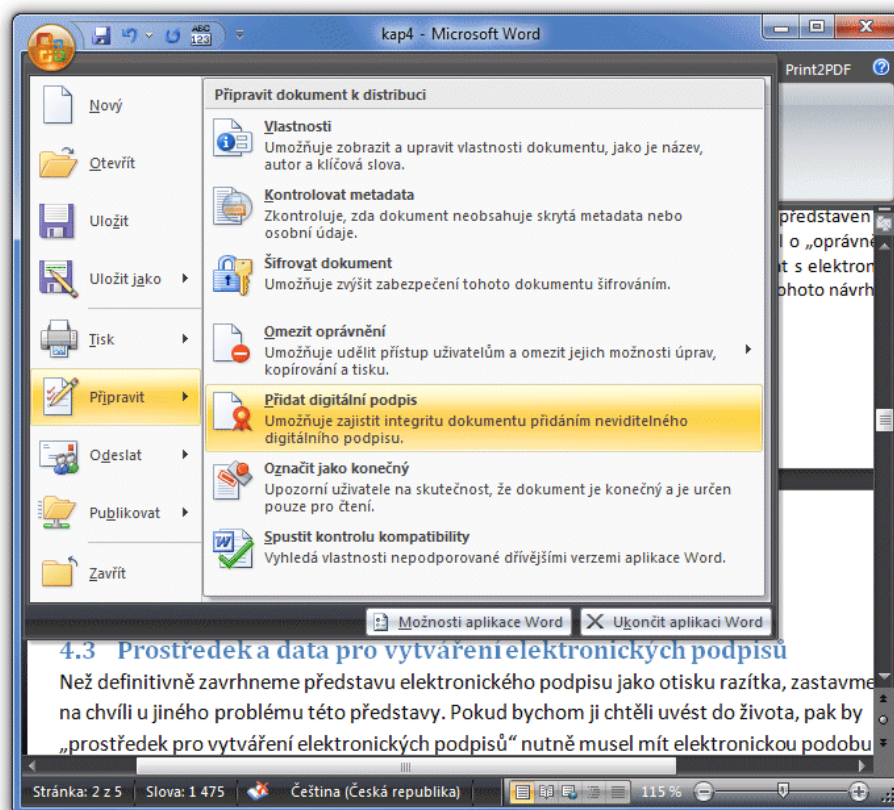 ABC
123
kap4 - Microsoft Word
Print2PDF
Nový
Otevřít
Uložit
Uložit jako
Tisk
Připravit
Odeslat
Publikovat
Zavřít
Připravit dokument k distribuci
Vlastnosti
Umožňuje zobrazit a upravit vlastnosti dokumentu, jako je název,
autor a klíčová slova.
Kontrolovat metadata
Zkontroluje, zda dokument neobsahuje skrytá metadata nebo
osobní údaje.
Šifrovat dokument
Umožňuje zvýšit zabezpečení tohoto dokumentu šifrováním.
Omezit oprávnění
Umožňuje udělit přístup uživatelům a omezit jejich možnosti úprav,
kopírování a tisku.
Přidat digitální podpis
Umožňuje zajistit integritu dokumentu přidáním neviditelného
digitálního podpisu.
Označit jako konečný
Upozorní uživatele na skutečnost, že dokument je konečný a je určen
pouze pro čtení.
Spustit kontrolu kompatibility
Vyhledá vlastnosti nepodporované dřívějšími verzemi aplikace Word.
představen
l o „oprávně
at s elektron
ohoto návrh
Možnosti aplikace Word
Ukončit aplikaci Word
4.3 Prostředek a data pro vytváření elektronických podpisů
Než definitivně zavrhneme představu elektronického podpisu jako otisku razítka, zastavme
na chvíli u jiného problému této představy. Pokud bychom ji chtěli uvést do života, pak by
„prostředek pro vytváření elektronických podpisů“ nutně musel mít elektronickou podobu
Stránka: 2 z 5
Slova: 1 475
Čeština (Česká republika)
115 %